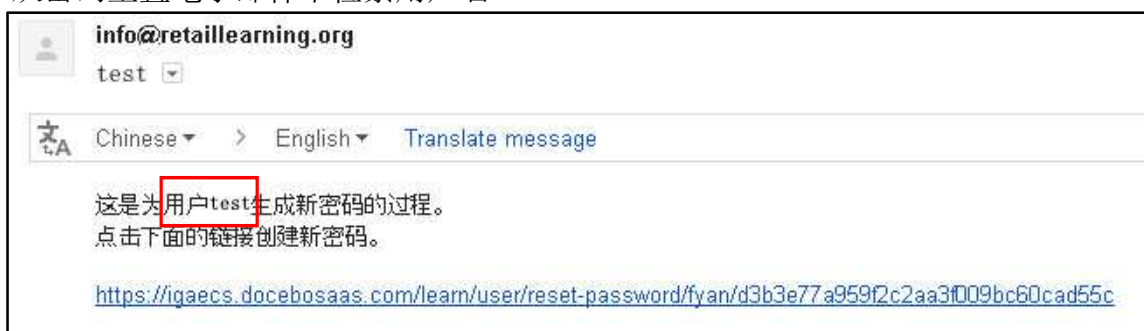 info@retaillearning.org
test
Chinese > English Translate message
这是为用户test生成新密码的过程。
点击下面的链接创建新密码。
https://igaecs.docebosaas.com/learn/user/reset-password/fyan/d3b3e77a959f2c2aa3f009bc60cad55c